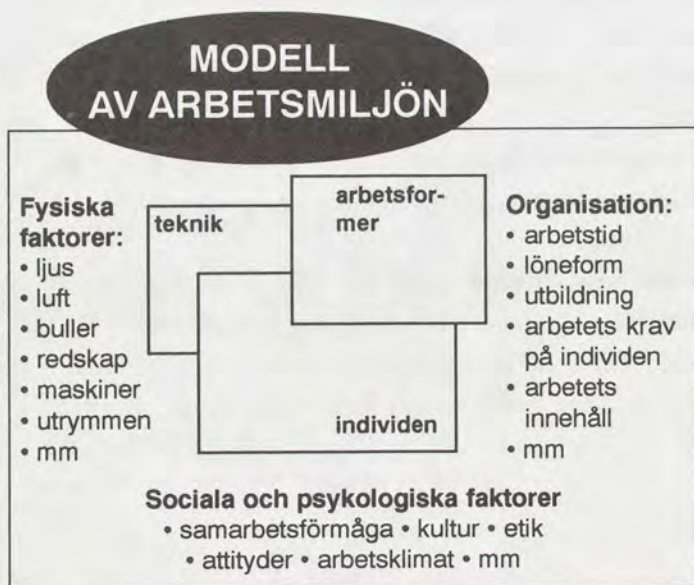 MODELL
AV ARBETSMILJÖN
Fysiska
faktorer:
• ljus
• luft
• buller
• redskap
• maskiner
• utrymmen
• mm
teknik
arbetsfor-
mer
individen
Organisation:
• arbetstid
• löneform
• utbildning
• arbetets krav
på individen
• arbetets
innehåll
• mm
Sociala och psykologiska faktorer
• samarbetsförmåga • kultur • etik
• attityder • arbetsklimat • mm